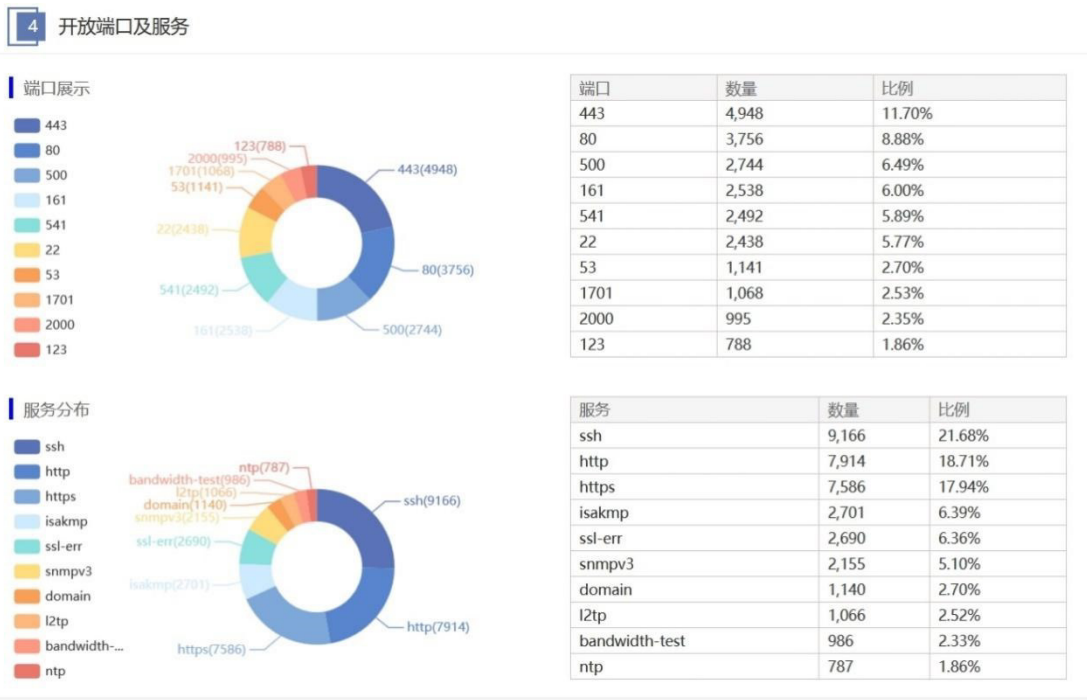 4 开放端口及服务
端口展示
443
80
500
161
541
22
53
1701
2000
123
123(788)
2000(995)
1701(1068)
53(1141)
22(2438)
541(2492)
161(2538)
443(4948)
80(3756)
500(2744)
端口 数量 比例
443 4,948 11.70%
80 3,756 8.88%
500 2,744 6.49%
161 2,538 6.00%
541 2,492 5.89%
22 2,438 5.77%
53 1,141 2.70%
1701 1,068 2.53%
2000 995 2.35%
123 788 1.86%
服务分布
ssh
http
https
isakmp
ssl-err
snmpv3
domain
l2tp
bandwidth-...
ntp
ntp(787)
bandwidth-test(986)
l2tp(1066)
domain(1140)
snmpv3(2155)
ssl-err(2690)
isakmp(2701)
https(7586)
ssh(9166)
http(7914)
服务 数量 比例
ssh 9,166 21.68%
http 7,914 18.71%
https 7,586 17.94%
isakmp 2,701 6.39%
ssl-err 2,690 6.36%
snmpv3 2,155 5.10%
domain 1,140 2.70%
l2tp 1,066 2.52%
bandwidth-test 986 2.33%
ntp 787 1.86%